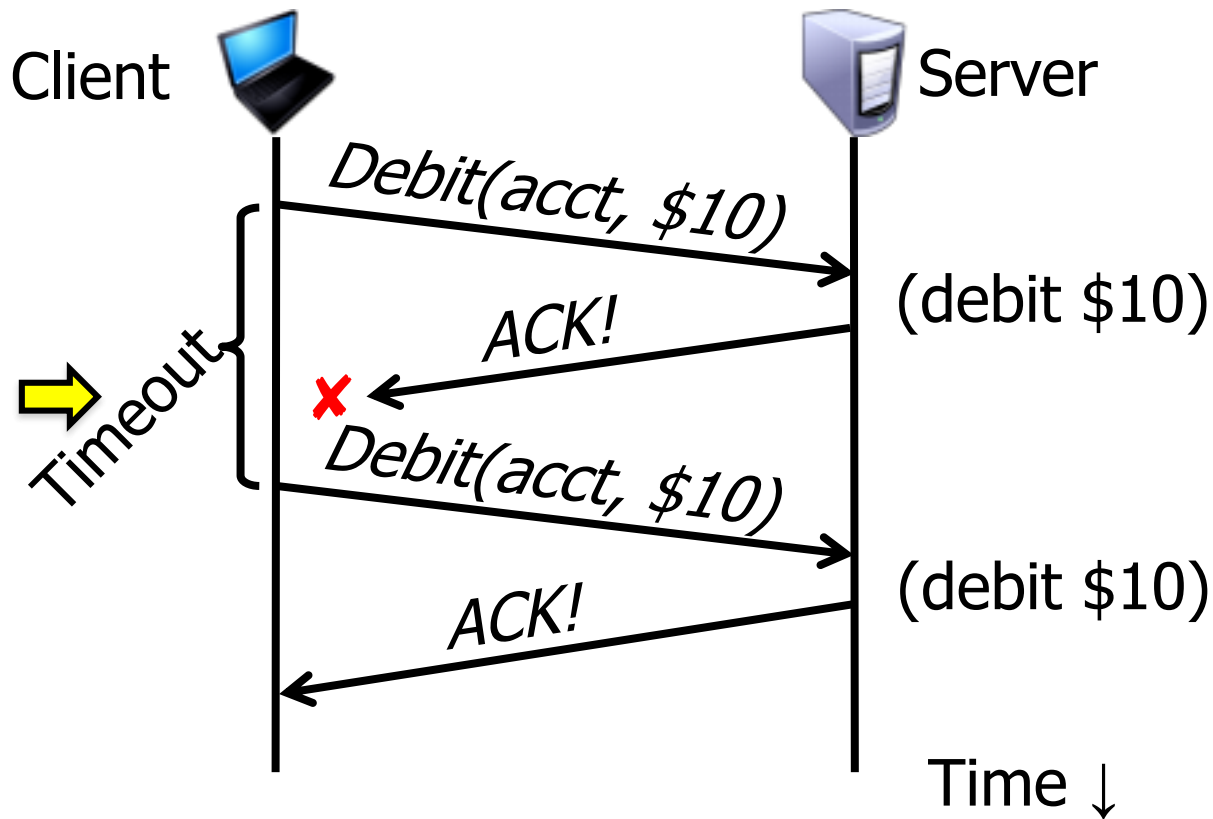 Client
Server
Debit(acct, $10)
(debit $10)
ACK!
Timeout
Debit(acct, $10)
(debit $10)
ACK!
Time ↓